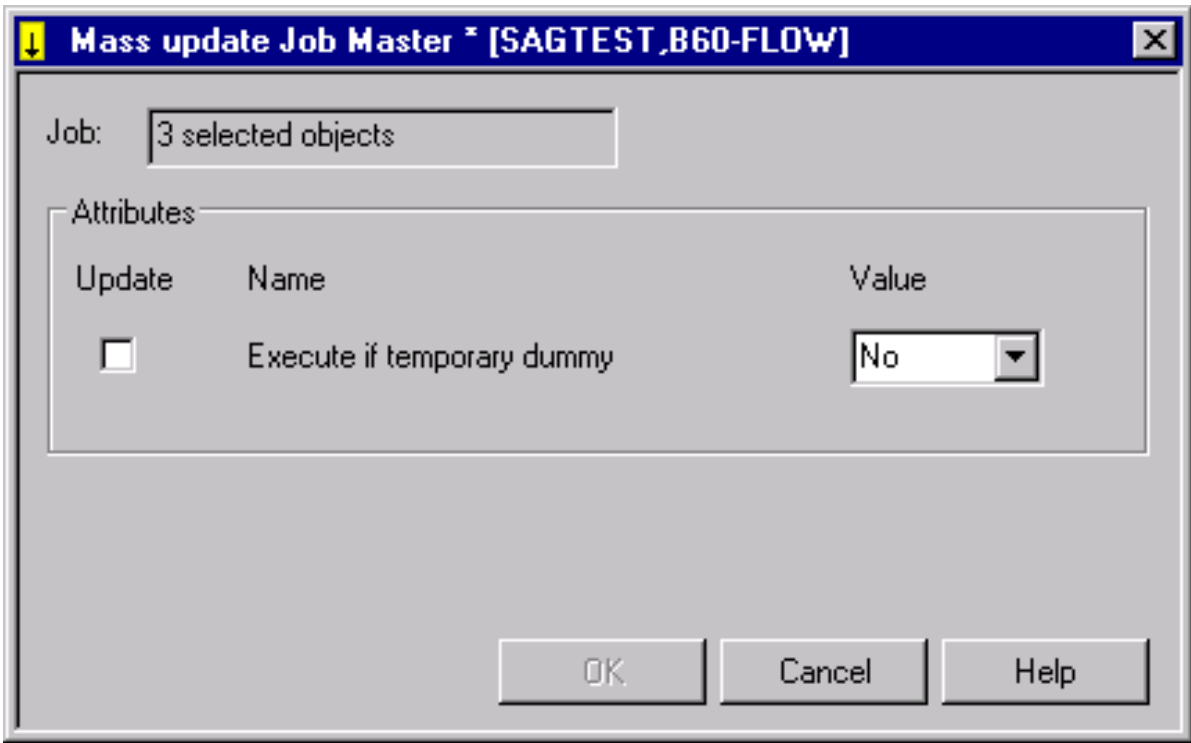 Mass update Job Master * [SAGTEST,B60-FLOW]
Job: 3 selected objects
Attributes
Update Name Value
Execute if temporary dummy No
OK Cancel Help